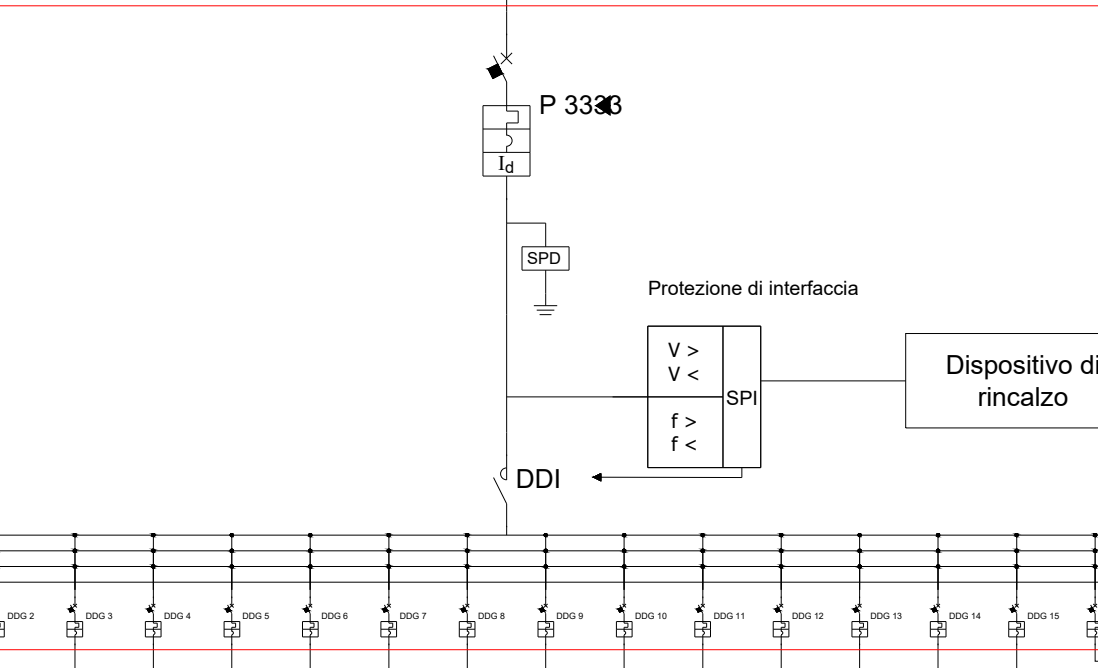 P 3333
Id
SPD
Protezione di interfaccia
V >
V <
f >
f <
SPI
Dispositivo di
rincalzo
DDI
DDG 2
DDG 3
DDG 4
DDG 5
DDG 6
DDG 7
DDG 8
DDG 9
DDG 10
DDG 11
DDG 12
DDG 13
DDG 14
DDG 15